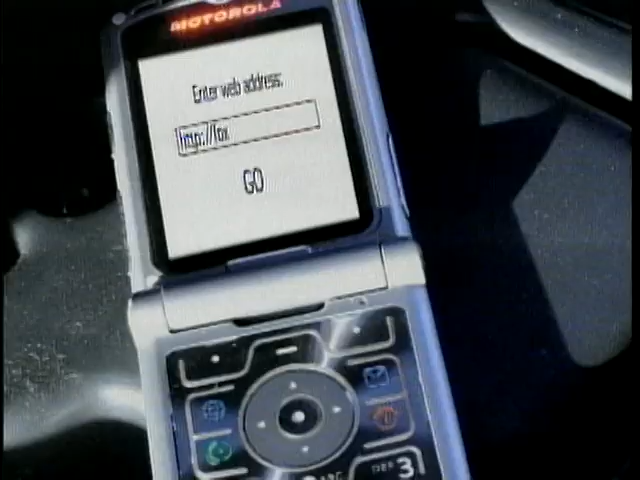 MOTOROLA
Enter web address:
http://fox
GO
DEF 3